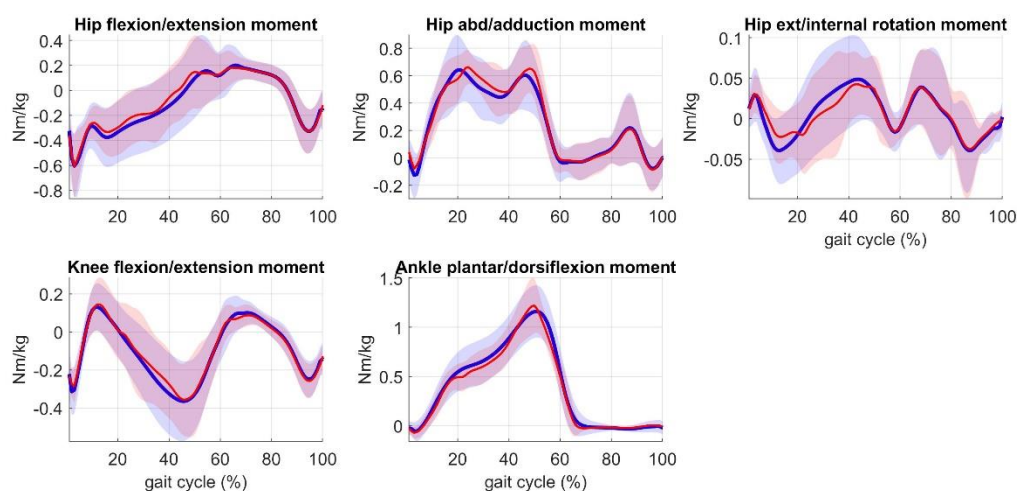 Hip flexion/extension moment
Nm/kg
0.4
0.2
0
-0.2
-0.4
-0.6
-0.8
20 40 60 80 100
Hip abd/adduction moment
Nm/kg
0.8
0.6
0.4
0.2
0
-0.2
20 40 60 80 100
Hip ext/internal rotation moment
Nm/kg
0.1
0.05
0
-0.05
20 40 60 80 100
gait cycle (%)
Knee flexion/extension moment
Nm/kg
0.2
0
-0.2
-0.4
20 40 60 80 100
gait cycle (%)
Ankle plantar/dorsiflexion moment
Nm/kg
1.5
1
0.5
0
20 40 60 80 100
gait cycle (%)